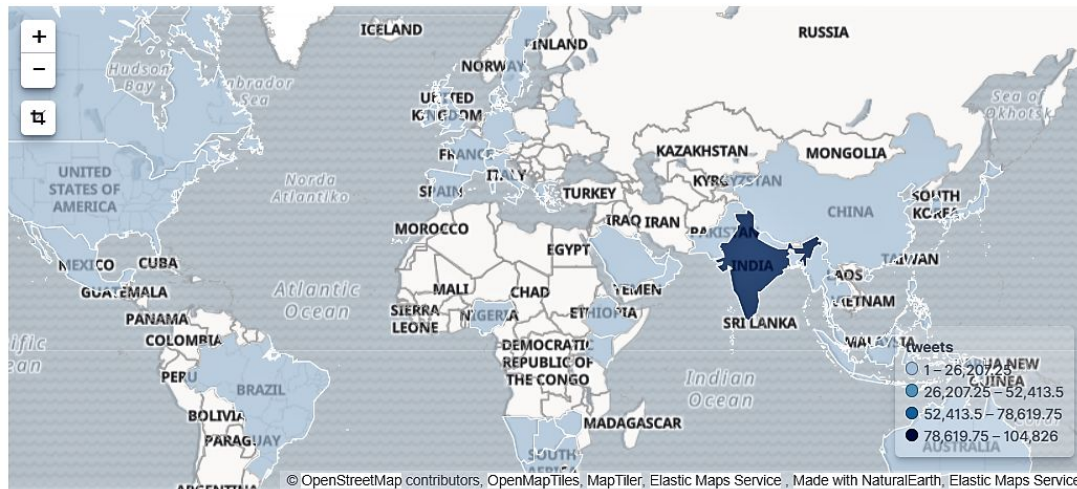 +
−
ICELAND
RUSSIA
FINLAND
Hudson
Bay
NORWAY
Sea
Sea of
Okhotsk
UNITED
KINGDOM
FRANCE
KAZAKHSTAN
MONGOLIA
UNITED
STATES OF
AMERICA
Norda
Atlantiko
ITALY
KYRGYZSTAN
SPAIN
TURKEY
SOUTH
KOREA
CHINA
MOROCCO
IRAQ
IRAN
PAKISTAN
MEXICO
CUBA
EGYPT
INDIA
TAIWAN
GUATEMALA
Atlantic
Ocean
MALI
CHAD
YEMEN
LAOS
VIETNAM
PANAMA
SIERRA
LEONE
NIGERIA
ETHIOPIA
SRI LANKA
COLOMBIA
DEMOCRATIC
REPUBLIC OF
THE CONGO
MALAYSIA
tweets
PERU
BRAZIL
Indian
Ocean
1 – 26,207.25
NEW
GUINEA
26,207.25 – 52,413.5
52,413.5 – 78,619.75
78,619.75 – 104,826
BOLIVIA
MADAGASCAR
PARAGUAY
SOUTH
AFRICA
AUSTRALIA
ARGENTINA
© OpenStreetMap contributors, OpenMapTiles, MapTiler, Elastic Maps Service , Made with NaturalEarth, Elastic Maps Service